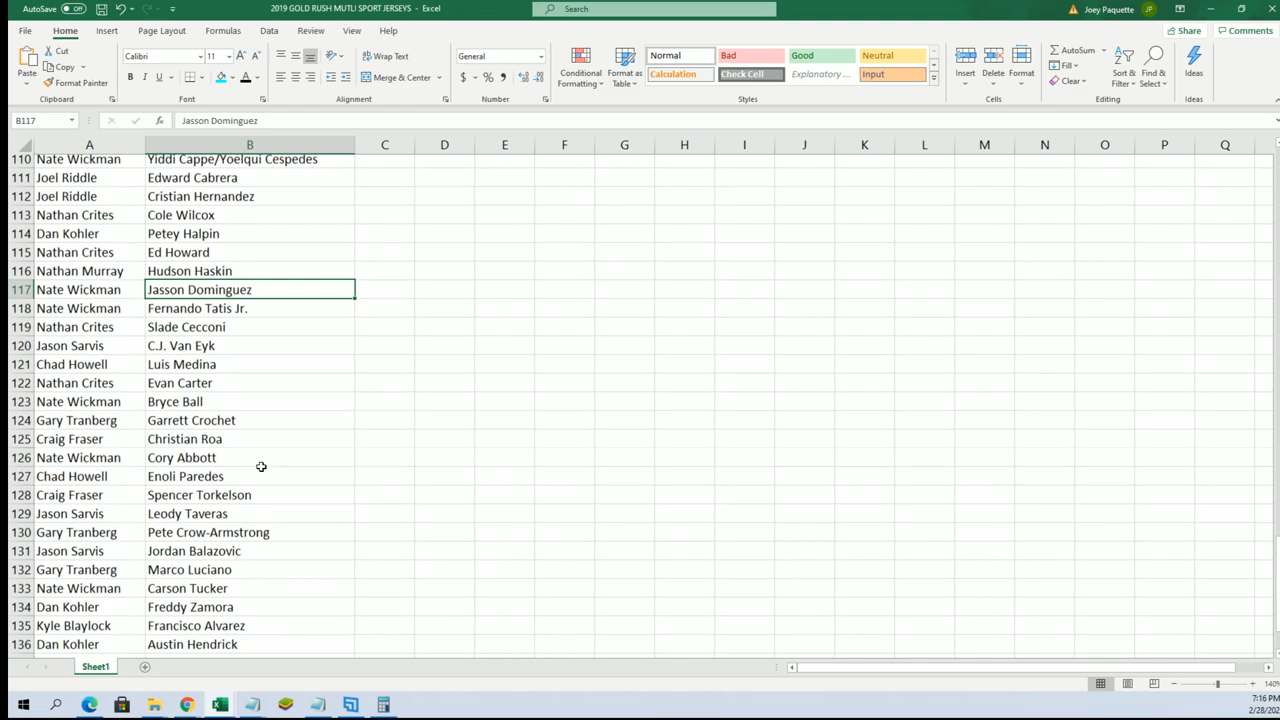 AutoSave Off 2019 GOLD RUSH MUTLI SPORT JERSEYS - Excel Search Joey Paquette JP
File Home Insert Page Layout Formulas Data Review View Help Share Comments
Cut Calibri 11 A A Wrap Text General Normal Bad Good Neutral AutoSum
Paste Copy Format Painter B I U Merge & Center $ % Conditional Formatting Format as Table Calculation Check Cell Explanatory ... Input Insert Delete Format Fill Clear Sort & Filter Find & Select Ideas
Clipboard Font Alignment Number Styles Cells Editing Ideas
B117 fx Jasson Dominguez
A B C D E F G H I J K L M N O P Q
110 Nate Wickman Yiddi Cappe/Yoelqui Cespedes
111 Joel Riddle Edward Cabrera
112 Joel Riddle Cristian Hernandez
113 Nathan Crites Cole Wilcox
114 Dan Kohler Petey Halpin
115 Nathan Crites Ed Howard
116 Nathan Murray Hudson Haskin
117 Nate Wickman Jasson Dominguez
118 Nate Wickman Fernando Tatis Jr.
119 Nathan Crites Slade Cecconi
120 Jason Sarvis C.J. Van Eyk
121 Chad Howell Luis Medina
122 Nathan Crites Evan Carter
123 Nate Wickman Bryce Ball
124 Gary Tranberg Garrett Crochet
125 Craig Fraser Christian Roa
126 Nate Wickman Cory Abbott
127 Chad Howell Enoli Paredes
128 Craig Fraser Spencer Torkelson
129 Jason Sarvis Leody Taveras
130 Gary Tranberg Pete Crow-Armstrong
131 Jason Sarvis Jordan Balazovic
132 Gary Tranberg Marco Luciano
133 Nate Wickman Carson Tucker
134 Dan Kohler Freddy Zamora
135 Kyle Blaylock Francisco Alvarez
136 Dan Kohler Austin Hendrick
Sheet1
140%
7:16 PM
2/28/202